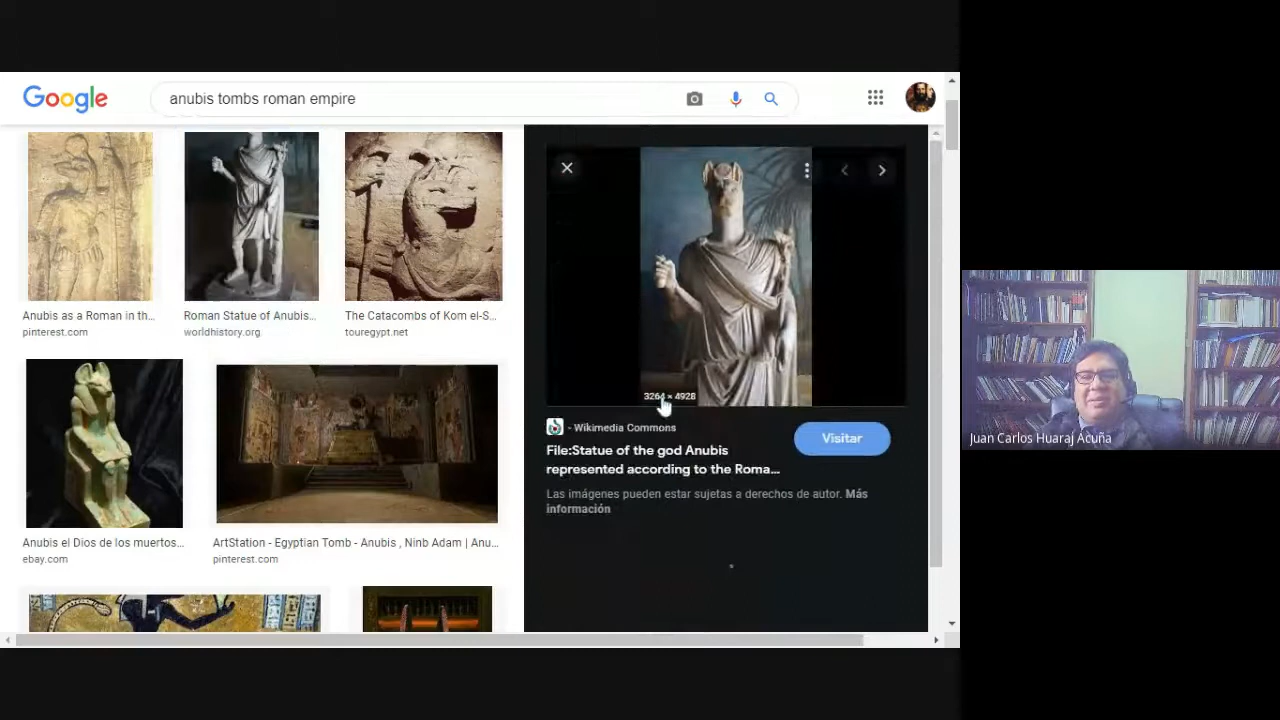 Google
anubis tombs roman empire
Anubis as a Roman in th...
pinterest.com
Roman Statue of Anubis...
worldhistory.org
The Catacombs of Kom el-S...
touregypt.net
Anubis el Dios de los muertos...
ebay.com
ArtStation - Egyptian Tomb - Anubis , Ninb Adam | Anu...
pinterest.com
3264 × 4928
- Wikimedia Commons
File:Statue of the god Anubis
represented according to the Roma...
Visitar
Las imágenes pueden estar sujetas a derechos de autor. Más
información
Juan Carlos Huaraj Acuña